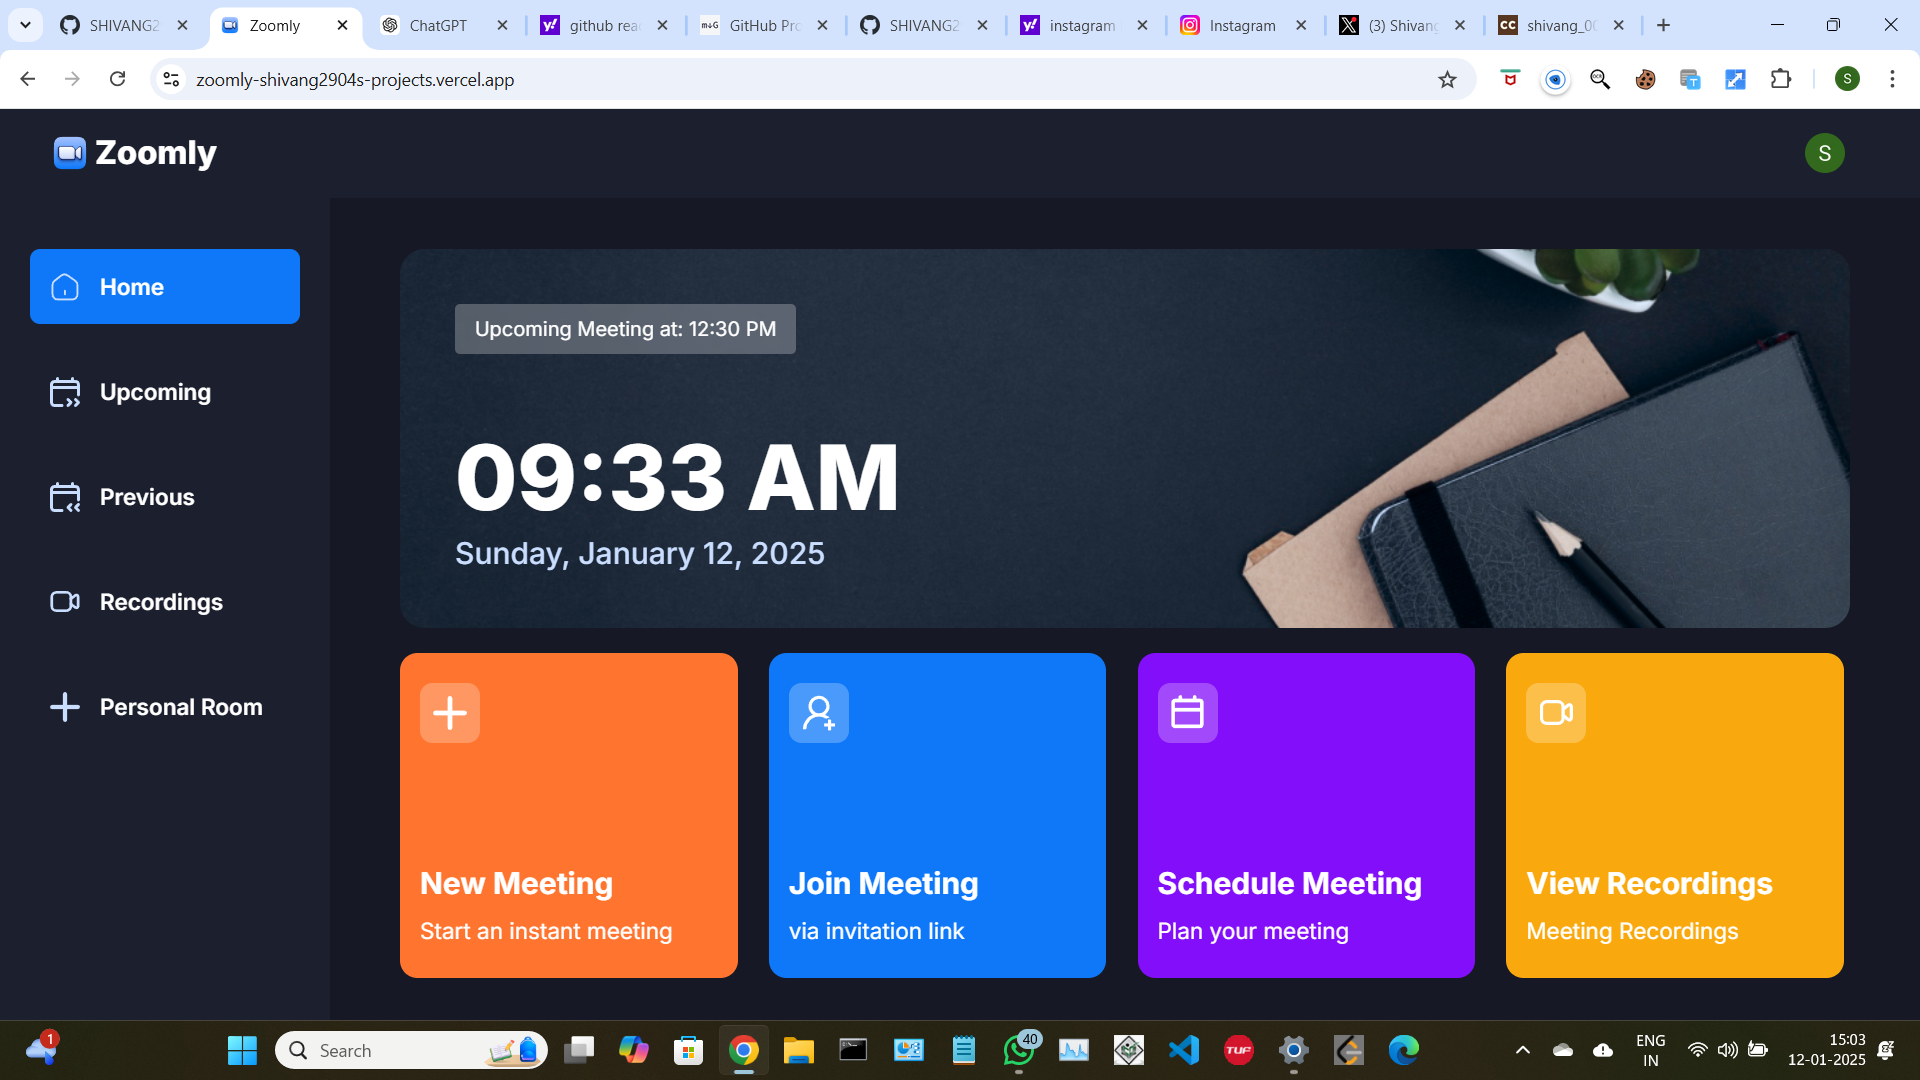 SHIVANG2
Zoomly
ChatGPT
github rea
GitHub Pro
SHIVANG2
instagram
Instagram
(3) Shivang
shivang_00
zoomly-shivang2904s-projects.vercel.app
S
Zoomly
S
Home
Upcoming
Previous
Recordings
Personal Room
Upcoming Meeting at: 12:30 PM
09:33 AM
Sunday, January 12, 2025
New Meeting
Start an instant meeting
Join Meeting
via invitation link
Schedule Meeting
Plan your meeting
View Recordings
Meeting Recordings
1
Search
40
TUF
ENG
IN
15:03
12-01-2025